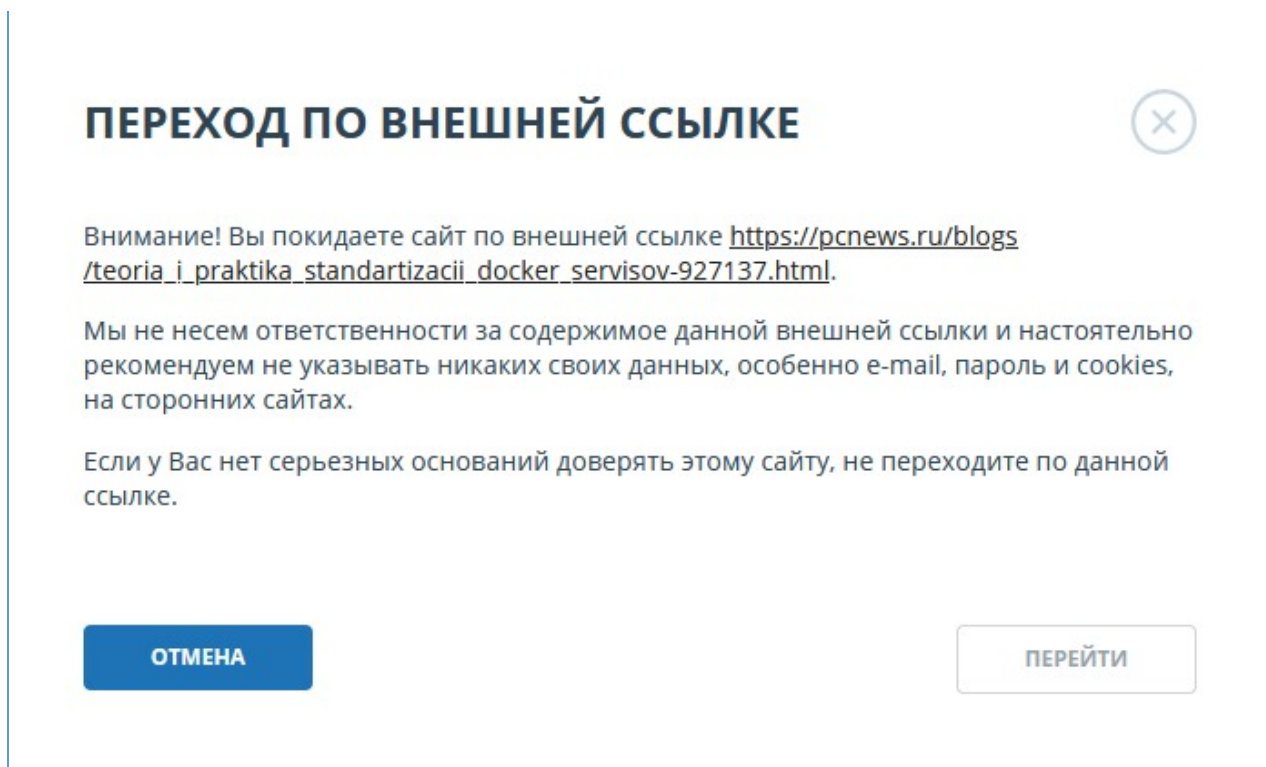 ПЕРЕХОД ПО ВНЕШНЕЙ ССЫЛКЕ
Внимание! Вы покидаете сайт по внешней ссылке https://pcnews.ru/blogs
/teoria_i_praktika_standartizacii_docker_servisov-927137.html.
Мы не несем ответственности за содержимое данной внешней ссылки и настоятельно
рекомендуем не указывать никаких своих данных, особенно e-mail, пароль и cookies,
на сторонних сайтах.
Если у Вас нет серьезных оснований доверять этому сайту, не переходите по данной
ссылке.
ОТМЕНА
ПЕРЕЙТИ